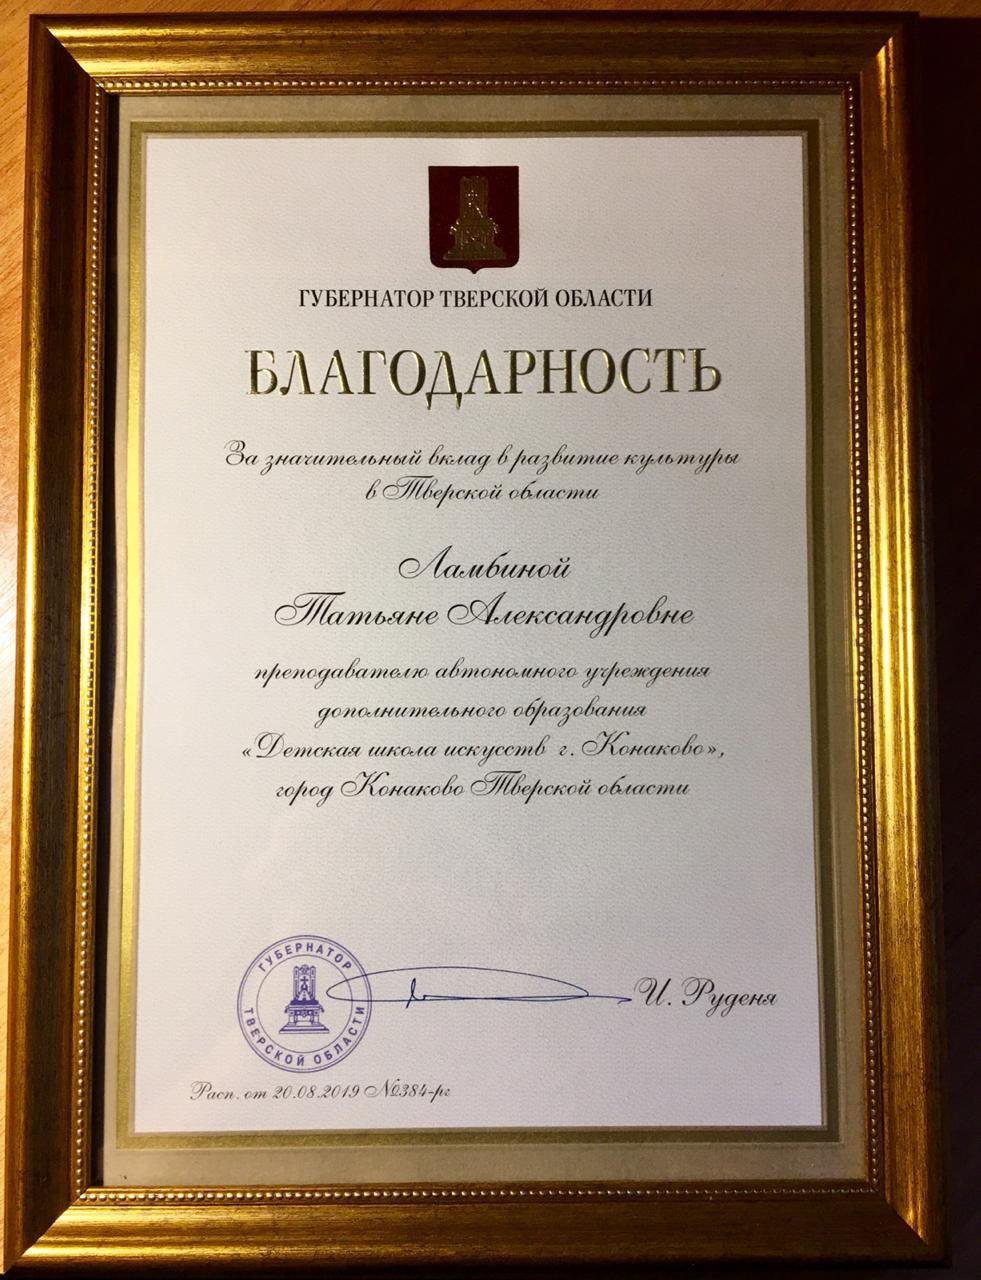 ГУБЕРНАТОР ТВЕРСКОЙ ОБЛАСТИ
БЛАГОДАРНОСТЬ
За значительный вклад в развитие культуры
в Тверской области
Ламбиной
Татьяне Александровне
преподавателю автономного учреждения
дополнительного образования
«Детская школа искусств г. Конаково»,
город Конаково Тверской области
ГУБЕРНАТОР
ТВЕРСКОЙ ОБЛАСТИ
И. Руденя
Расп. от 20.08.2019 №384-рг